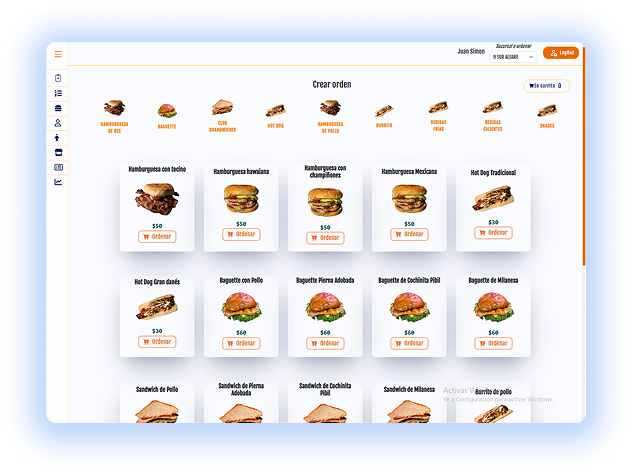 Sucursal a ordenar
Juan Simon
9 SUR ALVARO
LogOut
Crear orden
En carrito 0
HAMBURGUESA
DE RES
BAGUETTE
CLUB
SHANDWICHES
HOT DOG
HAMBURGUESA
DE POLLO
BURRITO
BEBIDAS
FRIAS
BEBIDAS
CALIENTES
SNACKS
Hamburguesa con tocino
$50
Ordenar
Hamburguesa hawaiana
$50
Ordenar
Hamburguesa con
champiñones
$50
Ordenar
Hamburguesa Mexicana
$50
Ordenar
Hot Dog Tradicional
$30
Ordenar
Hot Dog Gran danés
$30
Ordenar
Baguette con Pollo
$60
Ordenar
Baguette Pierna Adobada
$60
Ordenar
Baguette de Cochinita Pibil
$60
Ordenar
Baguette de Milanesa
$60
Ordenar
Sandwich de Pollo
Sandwich de Pierna
Adobada
Sandwich de Cochinita
Pibil
Sandwich de Milanesa
Burrito de pollo
Activar W
Ve a Configuración para activar Windows.